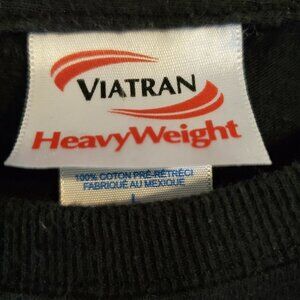 VIATRAN
HeavyWeight
100% COTON PRÉ-RÉTRÉCI
FABRIQUÉ AU MEXIQUE
L